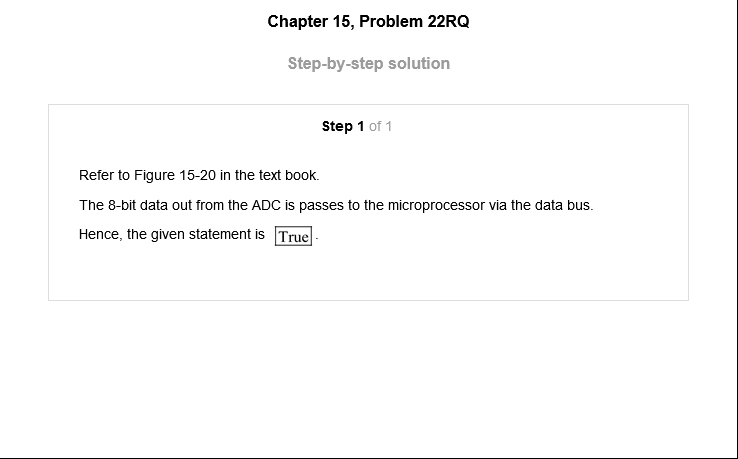 Chapter 15, Problem 22RQ
Step-by-step solution
Step 1 of 1
Refer to Figure 15-20 in the text book.
The 8-bit data out from the ADC is passes to the microprocessor via the data bus.
Hence, the given statement is True .